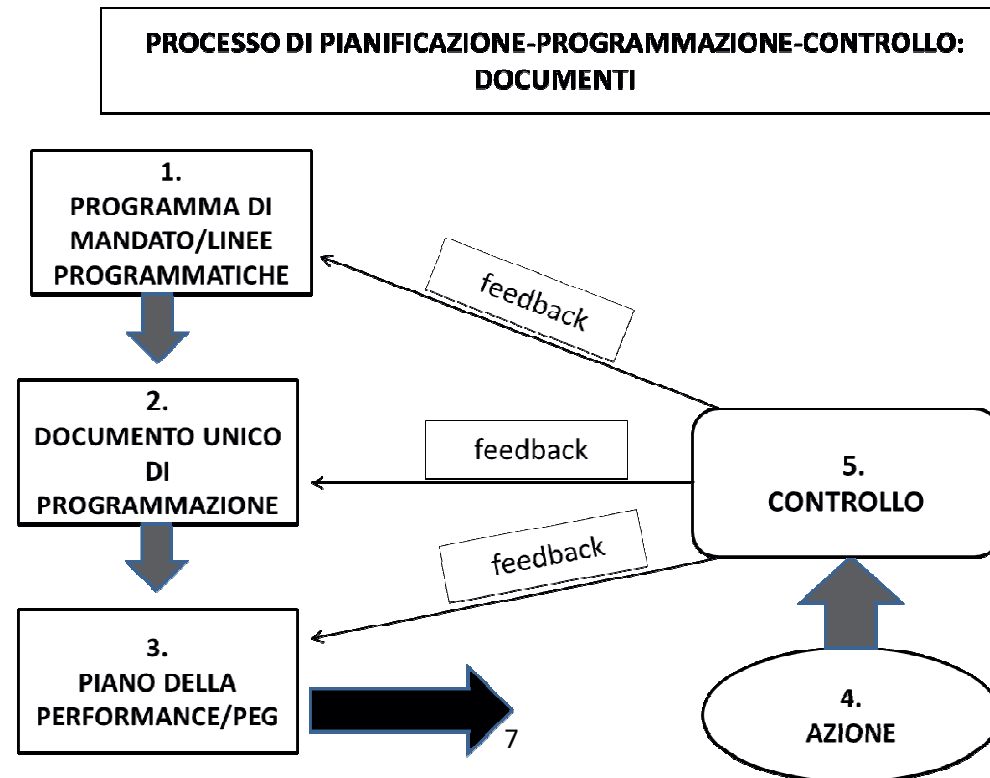 PROCESSO DI PIANIFICAZIONE-PROGRAMMAZIONE-CONTROLLO:
DOCUMENTI
1.
PROGRAMMA DI
MANDATO/LINEE
PROGRAMMATICHE
feedback
2.
DOCUMENTO UNICO
DI
PROGRAMMAZIONE
feedback
5.
CONTROLLO
feedback
3.
PIANO DELLA
PERFORMANCE/PEG
7
4.
AZIONE